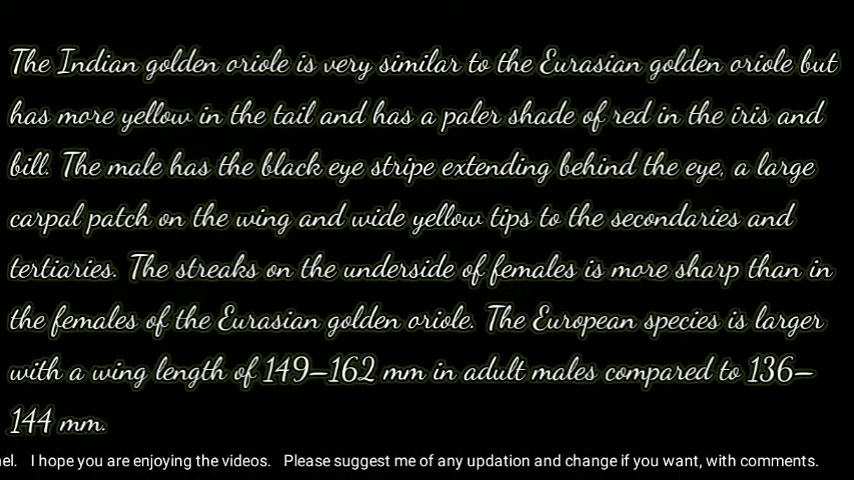 The Indian golden oriole is very similar to the Eurasian golden oriole but
has more yellow in the tail and has a paler shade of red in the iris and
bill. The male has the black eye stripe extending behind the eye, a large
carpal patch on the wing and wide yellow tips to the secondaries and
tertiaries. The streaks on the underside of females is more sharp than in
the females of the Eurasian golden oriole. The European species is larger
with a wing length of 149–162 mm in adult males compared to 136–
144 mm.
I hope you are enjoying the videos. Please suggest me of any updation and change if you want, with comments.